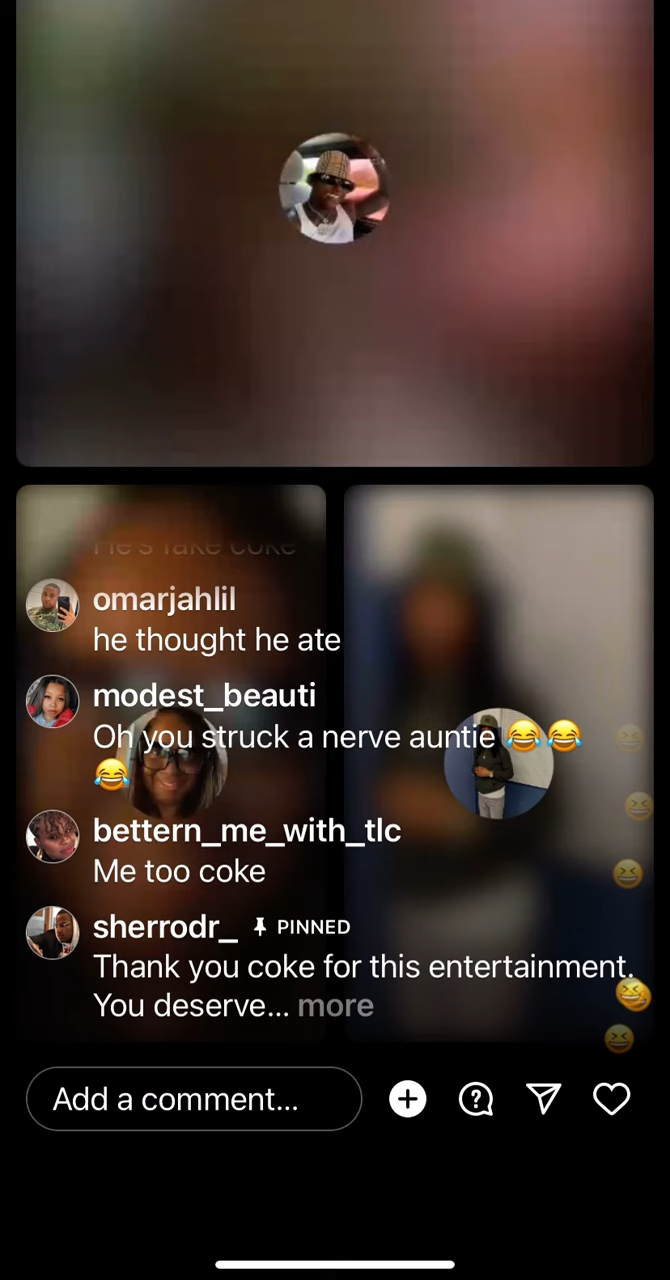 He's fake coke
omarjahlil
he thought he ate
modest_beauti
Oh you struck a nerve auntie 😂😂
😂
bettern_me_with_tlc
Me too coke
sherrodr_ PINNED
Thank you coke for this entertainment.
You deserve... more
Add a comment...